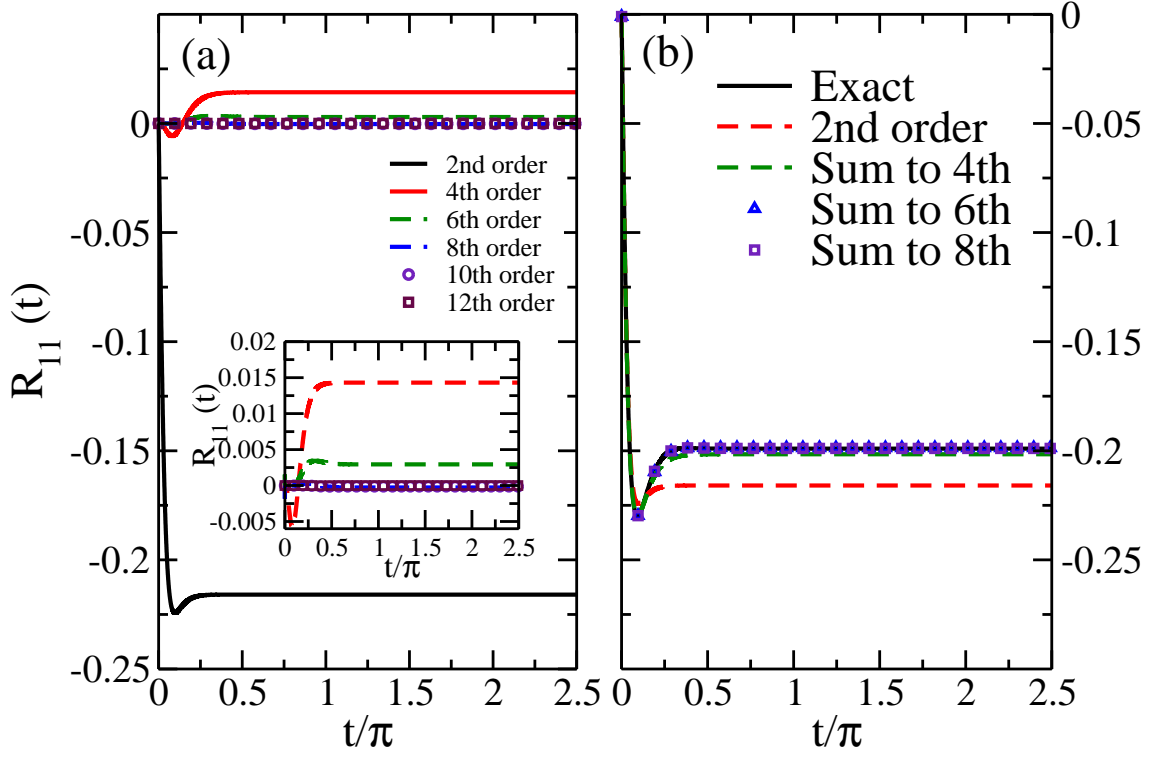 (a)
0
-0.05
-0.1
-0.15
-0.2
-0.25
R11 (t)
2nd order
4th order
6th order
8th order
10th order
12th order
0.02
0.015
0.01
0.005
0
-0.005
R11 (t)
0 0.5 1 1.5 2 2.5
t/π
0 0.5 1 1.5 2 2.5
t/π
(b)
Exact
2nd order
Sum to 4th
Sum to 6th
Sum to 8th
0
-0.05
-0.1
-0.15
-0.2
-0.25
0 0.5 1 1.5 2 2.5
t/π